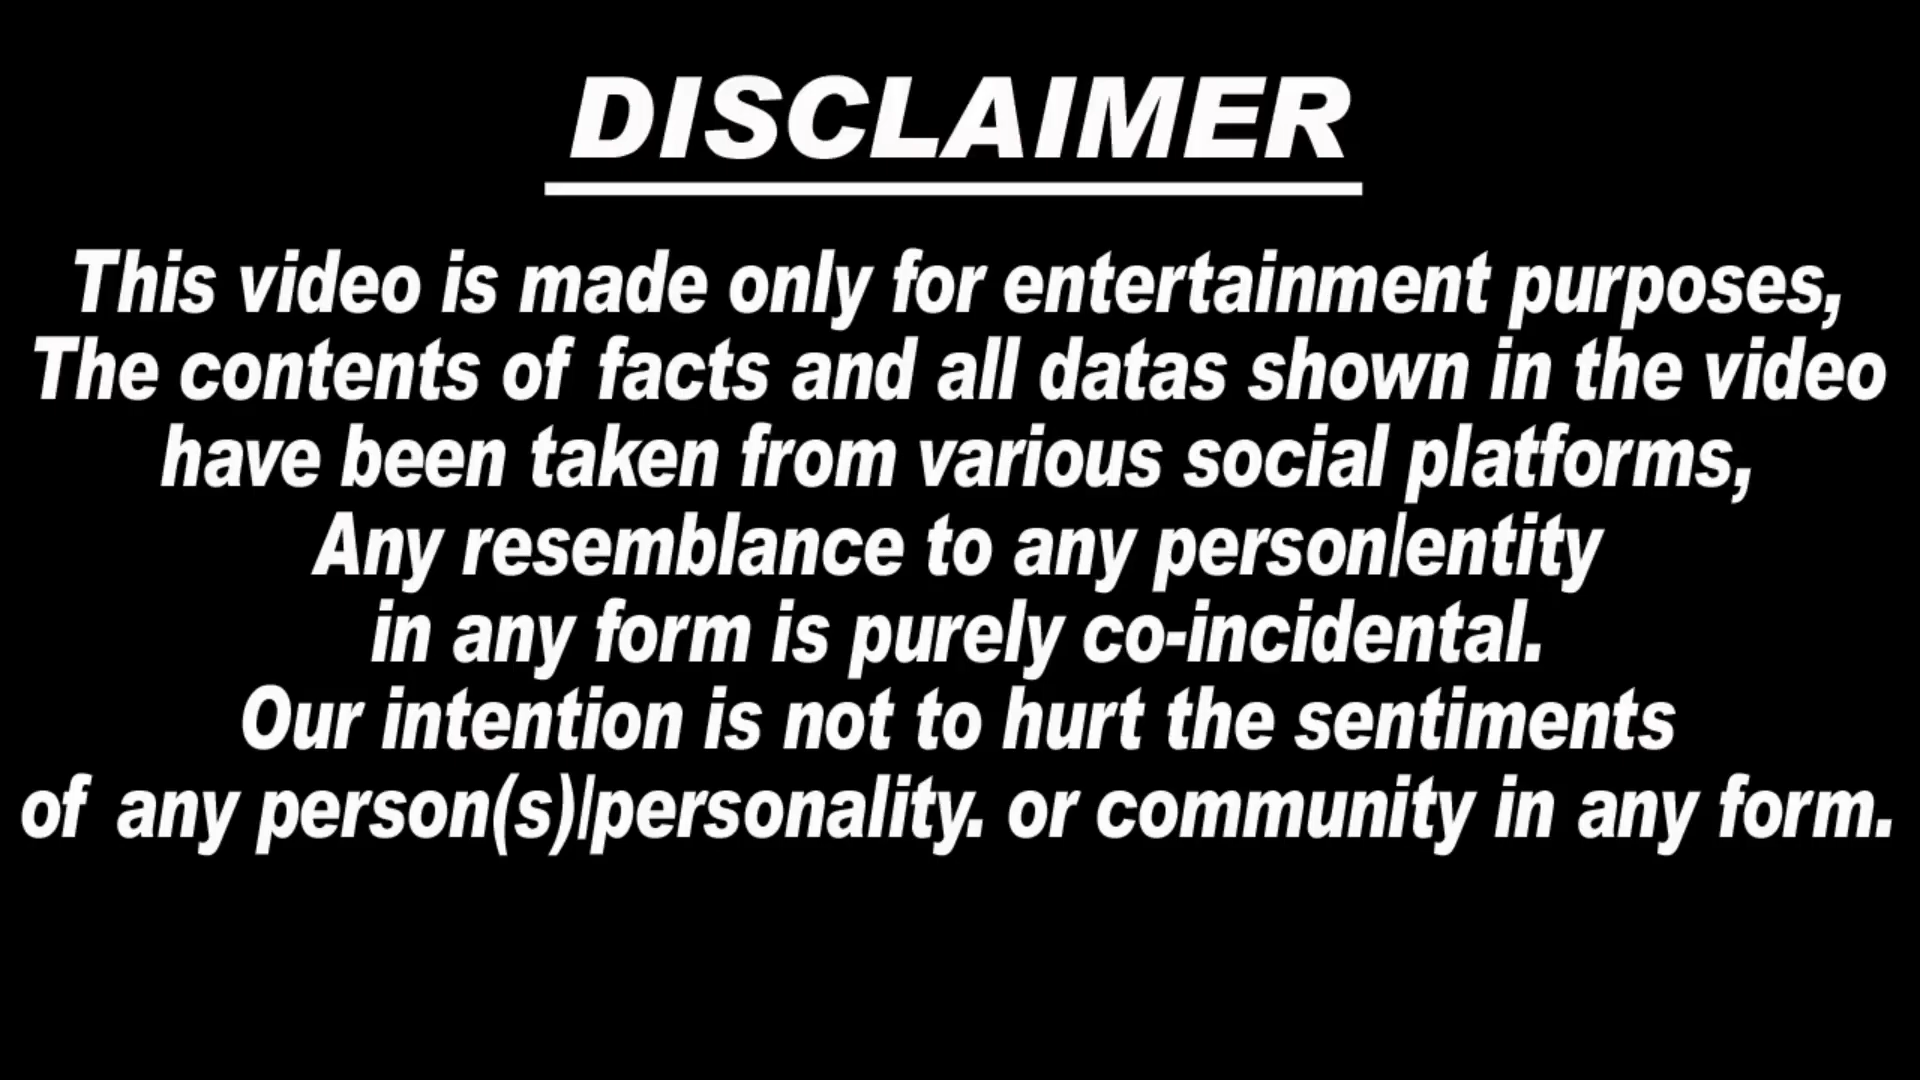 DISCLAIMER
This video is made only for entertainment purposes,
The contents of facts and all datas shown in the video
have been taken from various social platforms,
Any resemblance to any person/entity
in any form is purely co-incidental.
Our intention is not to hurt the sentiments
of any person(s)/personality. or community in any form.